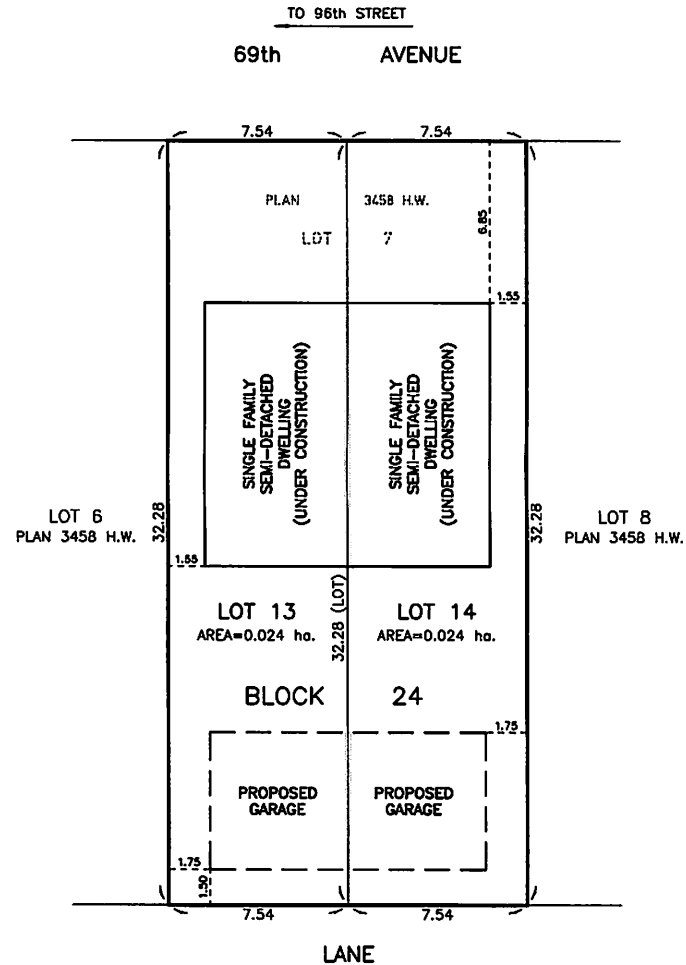 TO 96th STREET
69th AVENUE
7.54 7.54
PLAN 3458 H.W.
LOT 7
6.85
1.55
SINGLE FAMILY
SEMI-DETACHED
DWELLING
(UNDER CONSTRUCTION)
SINGLE FAMILY
SEMI-DETACHED
DWELLING
(UNDER CONSTRUCTION)
LOT 6
PLAN 3458 H.W.
32.28
32.28
LOT 8
PLAN 3458 H.W.
1.55
LOT 13
AREA=0.024 ha.
32.28 (LOT)
LOT 14
AREA=0.024 ha.
BLOCK 24
1.75
PROPOSED
GARAGE
PROPOSED
GARAGE
1.75
1.50
7.54 7.54
LANE